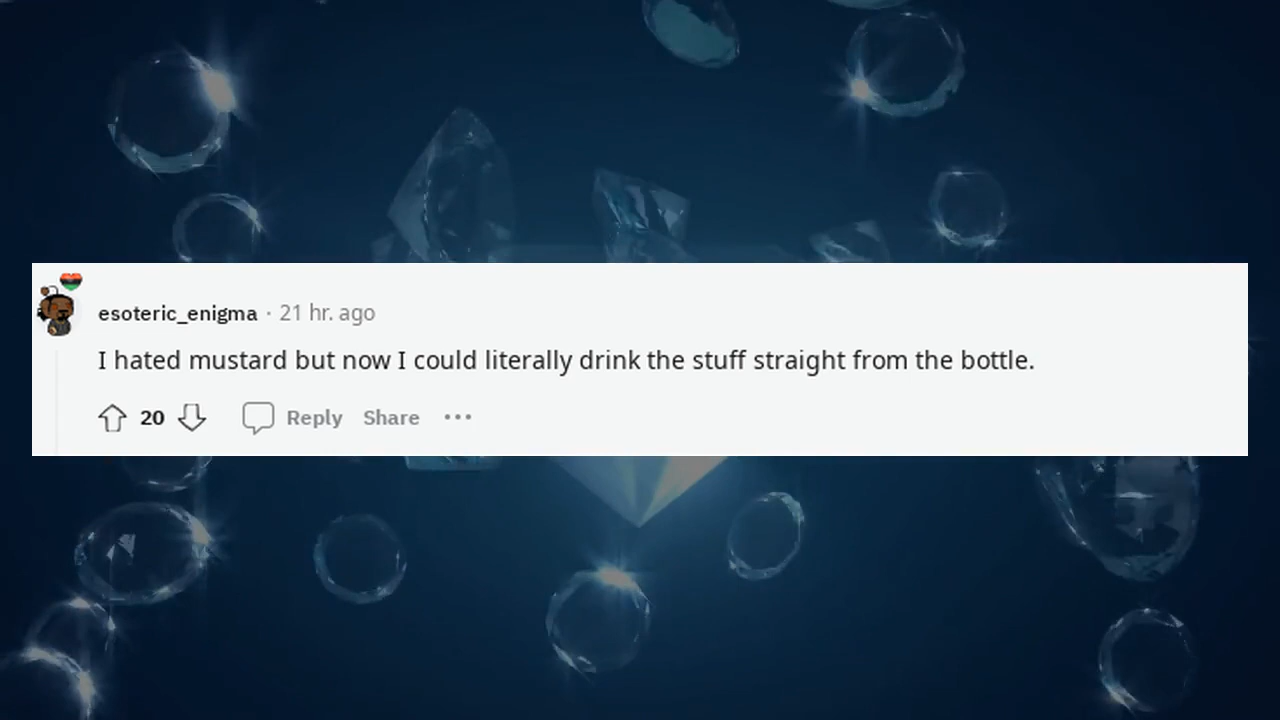 esoteric_enigma · 21 hr. ago
I hated mustard but now I could literally drink the stuff straight from the bottle.
20 Reply Share •••